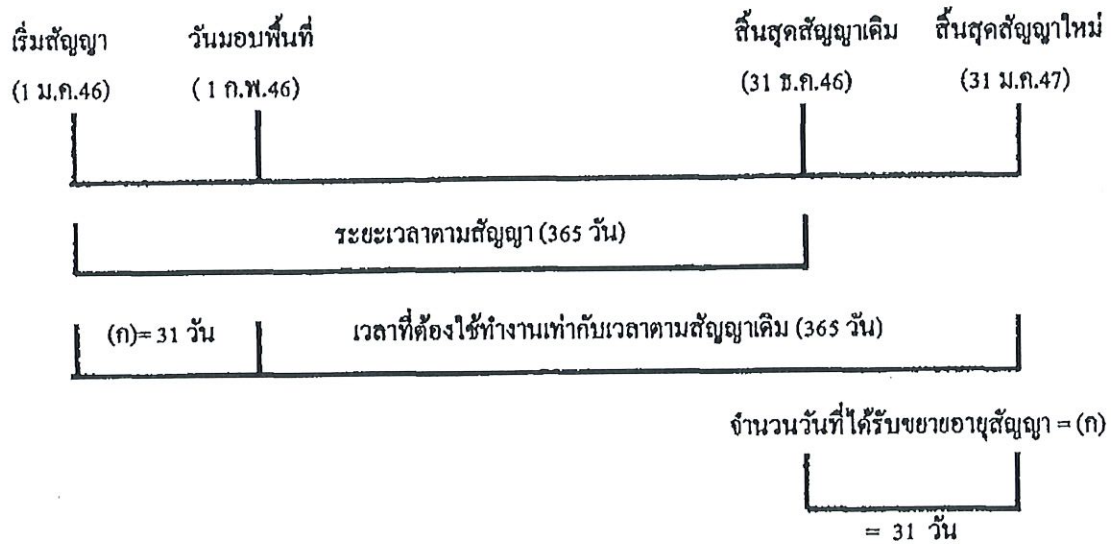 เริ่มสัญญา วันมอบพื้นที่ สิ้นสุดสัญญาเดิม สิ้นสุดสัญญาใหม่
(1 ม.ค.46) ( 1 ก.พ.46) (31 ธ.ค.46) (31 ม.ค.47)
ระยะเวลาตามสัญญา (365 วัน)
(ก)= 31 วัน เวลาที่ต้องใช้ทำงานเท่ากับเวลาตามสัญญาเดิม (365 วัน)
จำนวนวันที่ได้รับขยายอายุสัญญา = (ก)
= 31 วัน